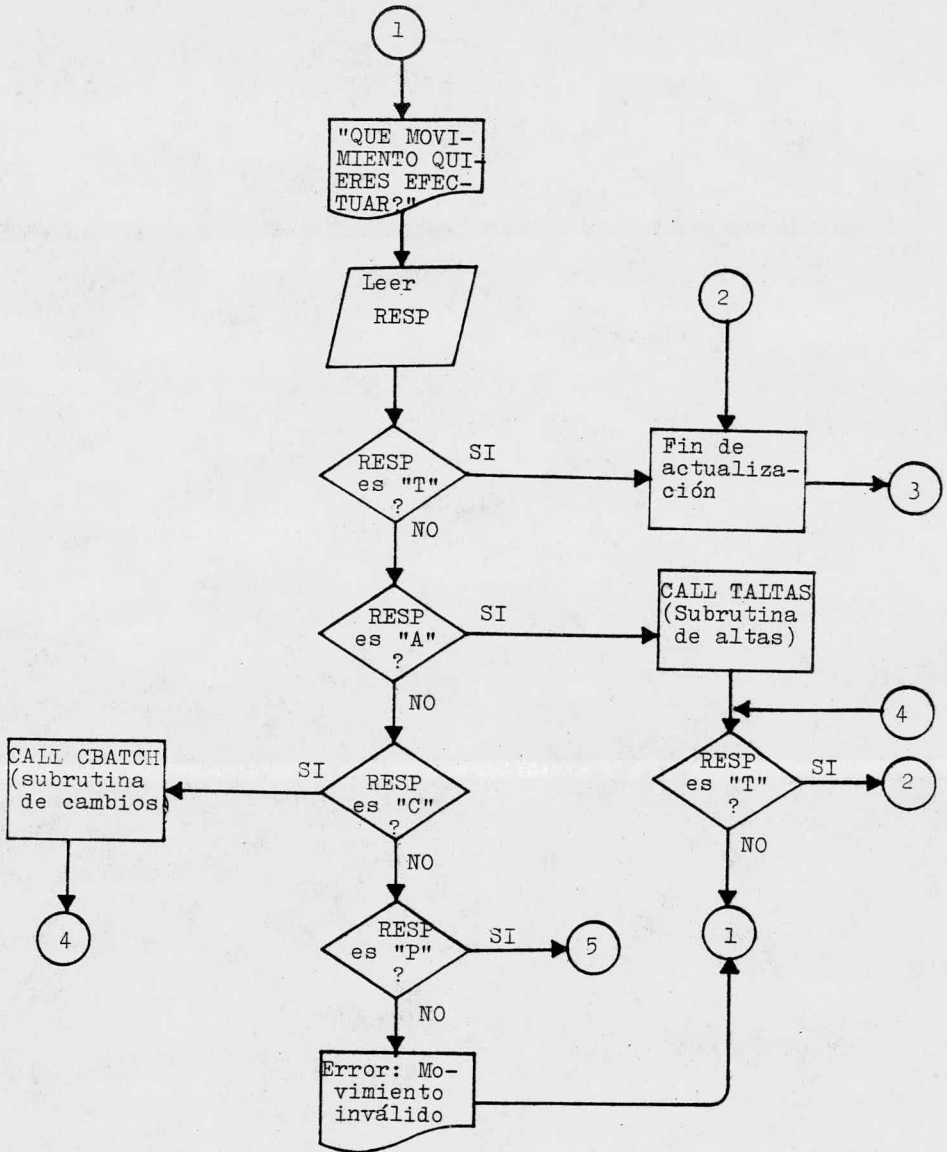 1
"QUE MOVI-
MIENTO QUI-
ERES EFEC-
TUAR?"
Leer
RESP
2
RESP
es "T"
?
SI
NO
Fin de
actualiza-
ción
3
RESP
es "A"
?
SI
NO
CALL TALTAS
(Subrutina
de altas)
4
CALL CBATCH
(subrutina
de cambios)
SI
RESP
es "C"
?
NO
RESP
es "T"
?
SI
2
NO
4
RESP
es "P"
?
SI
5
1
NO
Error: Mo-
vimiento
inválido